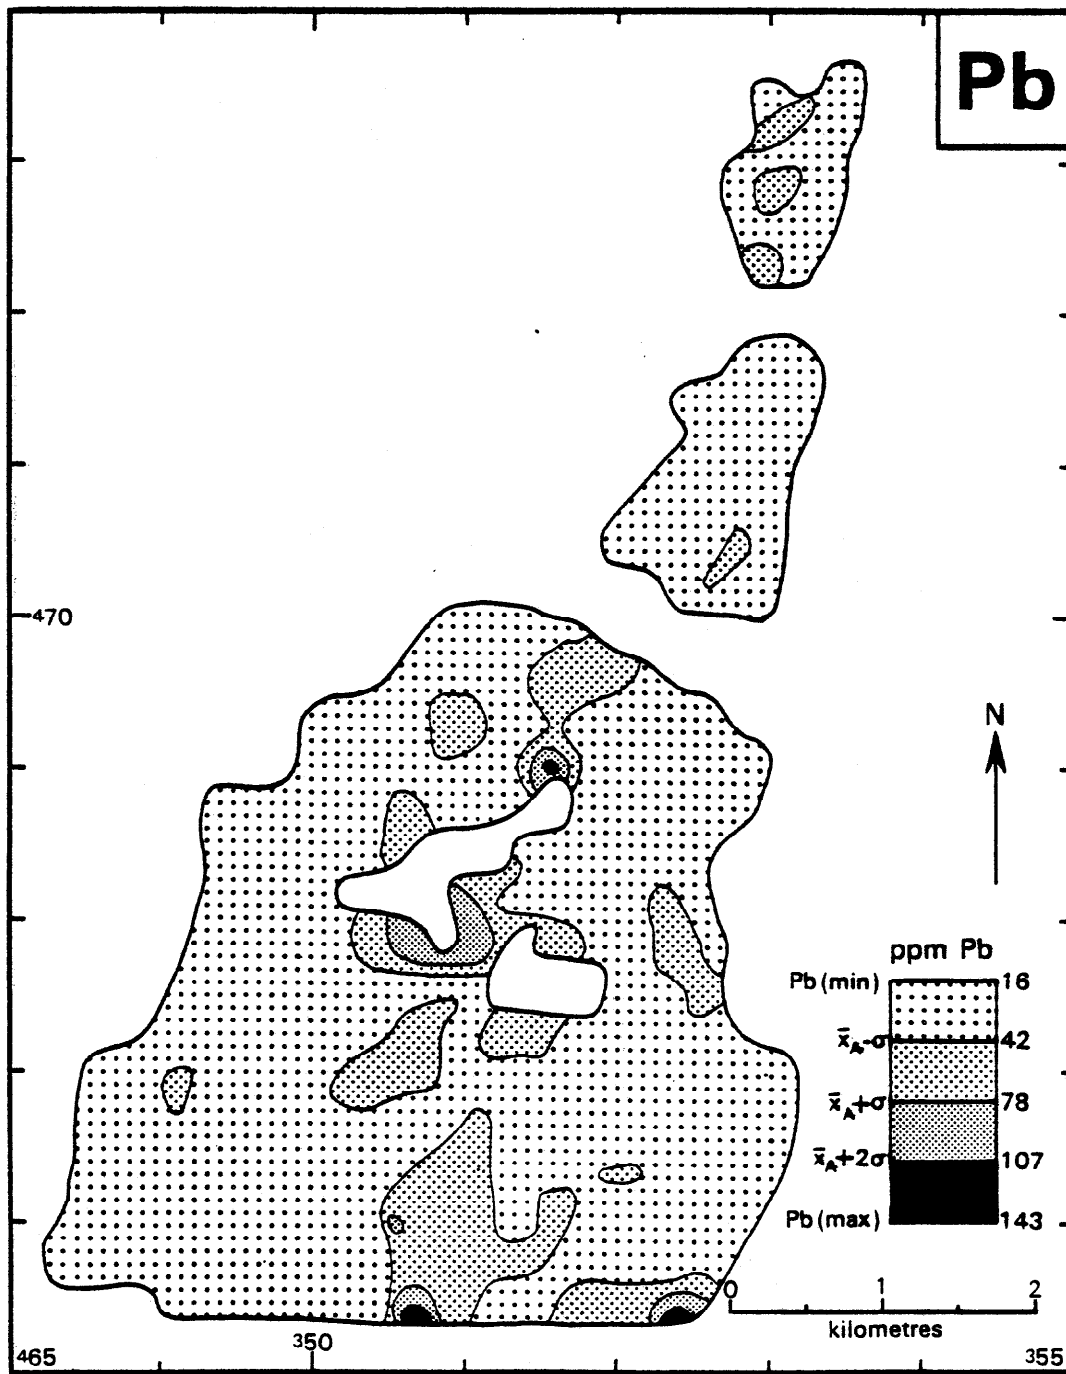 Pb
470
N
ppm Pb
Pb (min) 16
x̄A-σ 42
x̄A+σ 78
x̄A+2σ 107
Pb (max) 143
0 1 2
kilometres
465 350 355